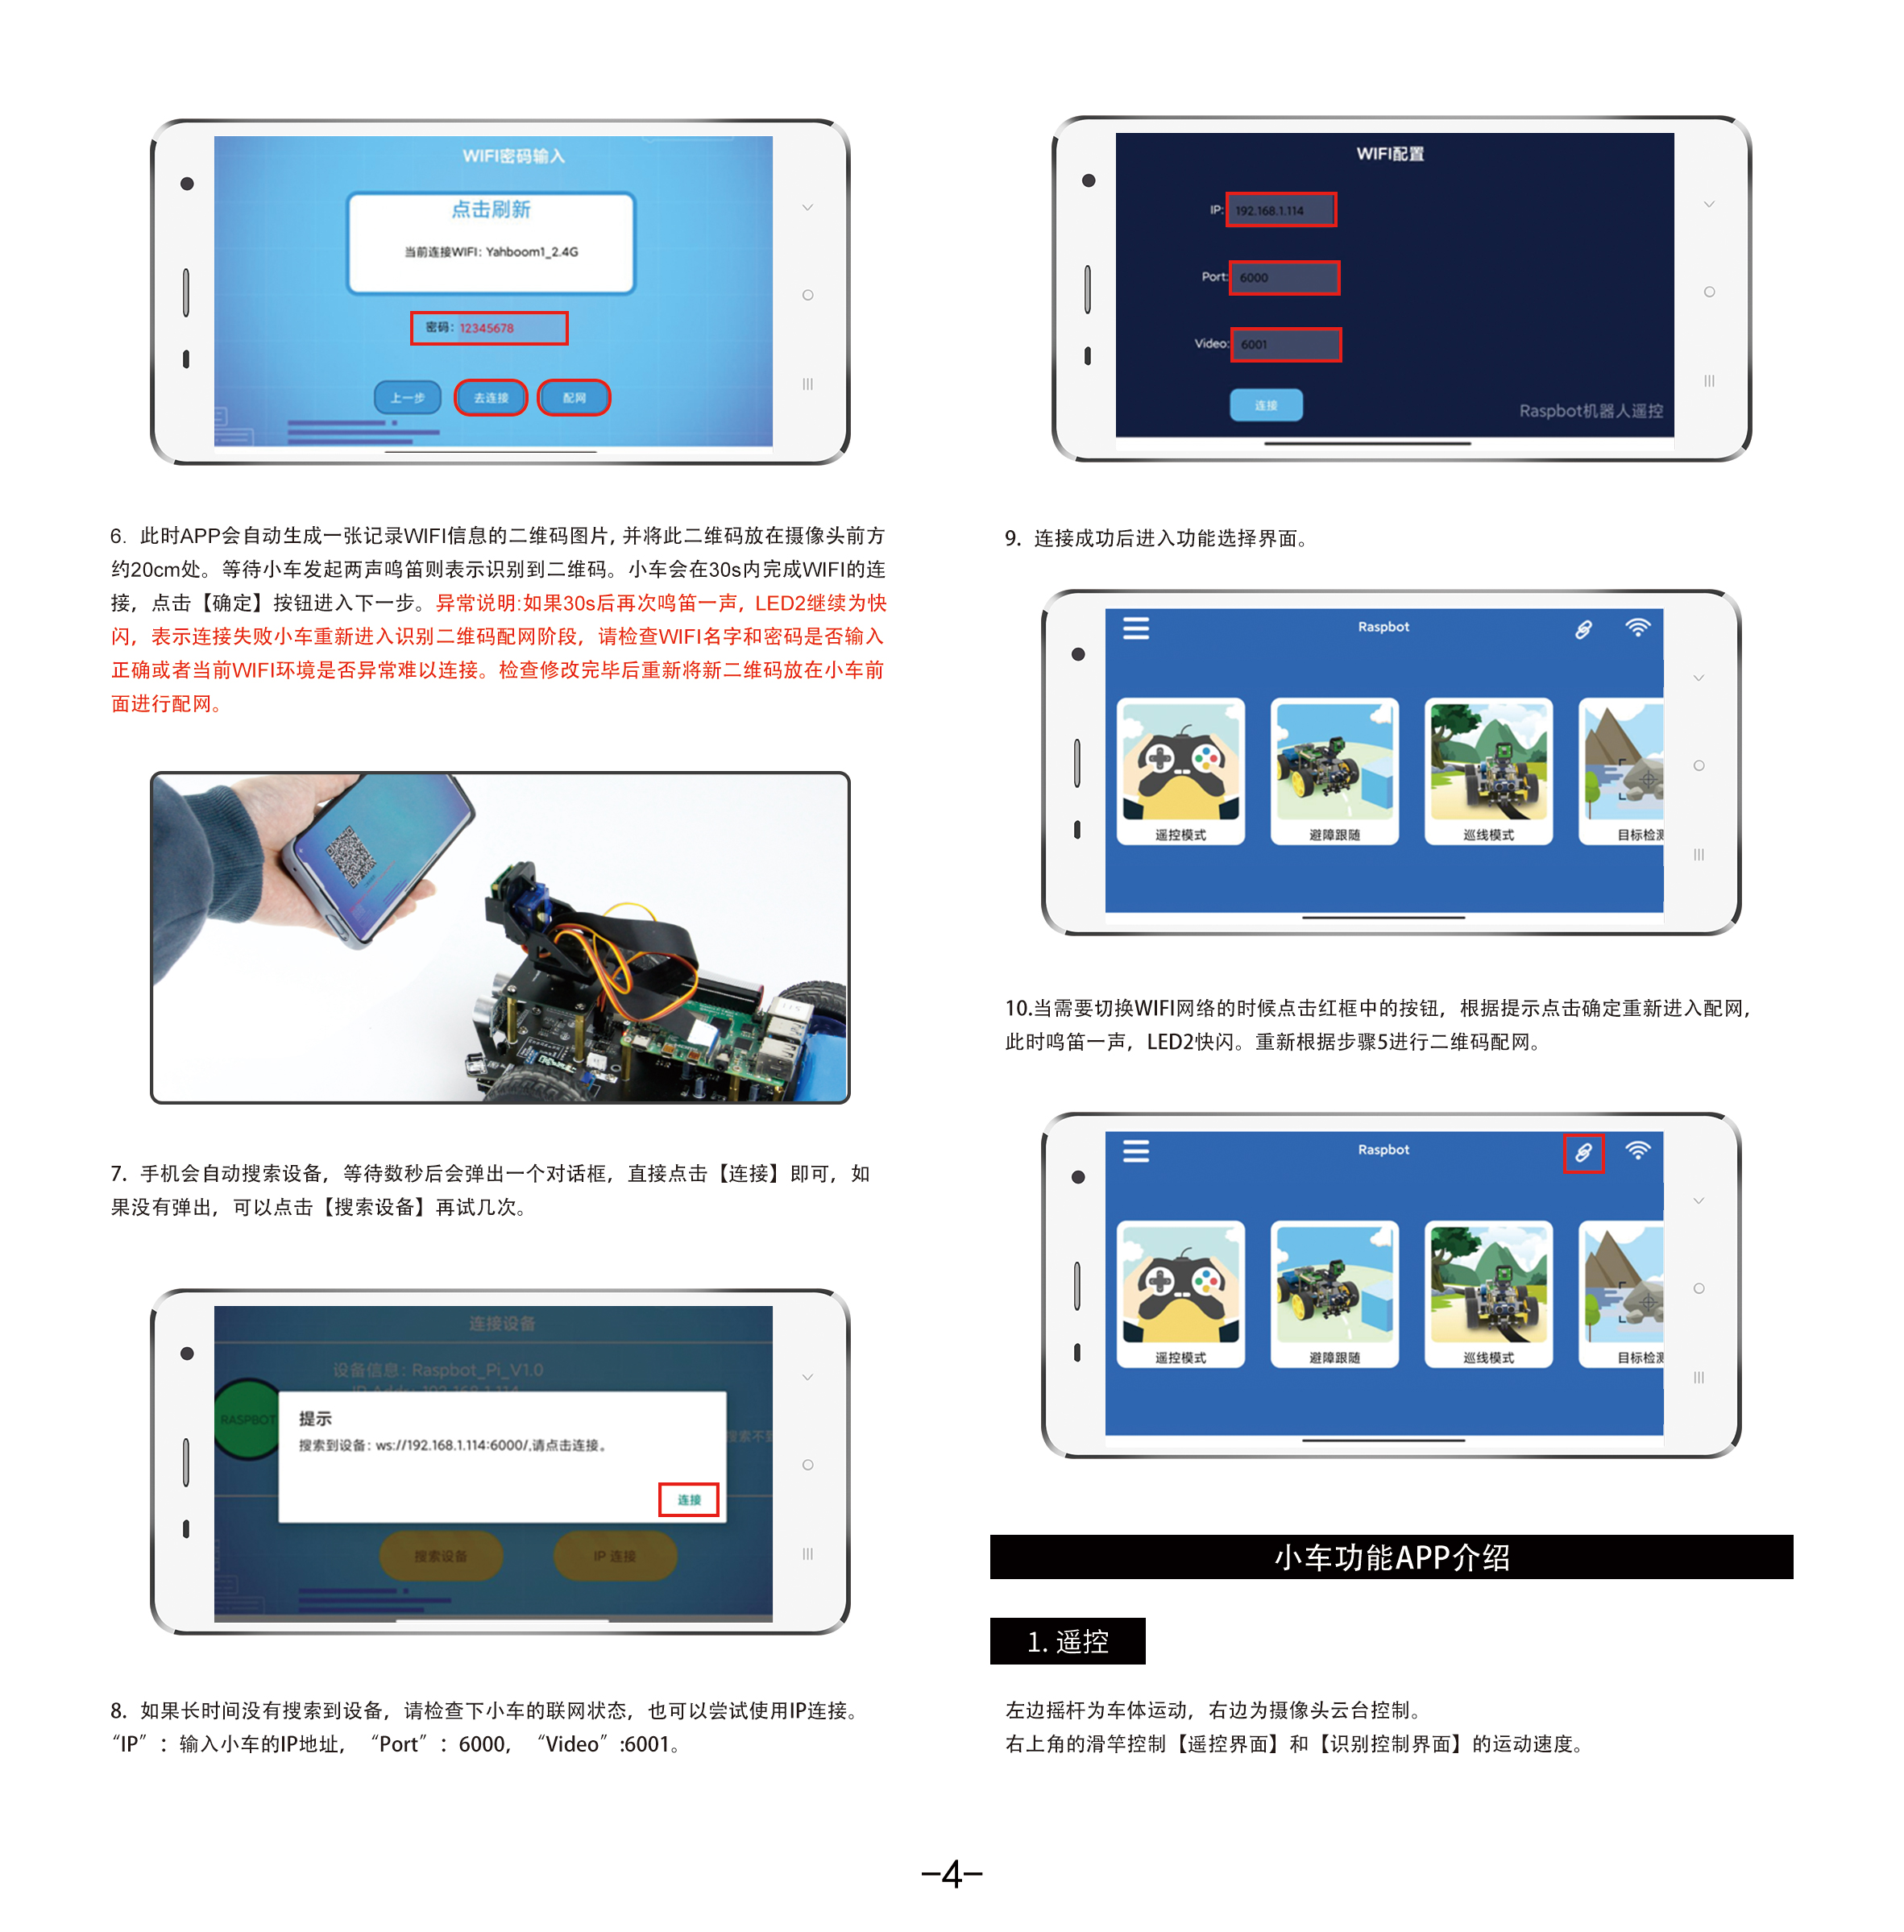 WIFI密码输入
点击刷新
当前连接WIFI: Yahboom1_2.4G
密码: 12345678
上一步 去连接 配网
6. 此时APP会自动生成一张记录WIFI信息的二维码图片, 并将此二维码放在摄像头前方
约20cm处。等待小车发起两声鸣笛则表示识别到二维码。小车会在30s内完成WIFI的连
接，点击【确定】按钮进入下一步。异常说明:如果30s后再次鸣笛一声，LED2继续为快
闪，表示连接失败小车重新进入识别二维码配网阶段，请检查WIFI名字和密码是否输入
正确或者当前WIFI环境是否异常难以连接。检查修改完毕后重新将新二维码放在小车前
面进行配网。
7. 手机会自动搜索设备，等待数秒后会弹出一个对话框，直接点击【连接】即可，如
果没有弹出，可以点击【搜索设备】再试几次。
连接设备
设备信息: Raspbot_Pi_V1.0
RASPBOT
提示
搜索到设备: ws://192.168.1.114:6000/,请点击连接。
搜索不到
连接
搜索设备 IP 连接
8. 如果长时间没有搜索到设备，请检查下小车的联网状态，也可以尝试使用IP连接。
“IP”： 输入小车的IP地址， “Port”：6000， “Video”:6001。
WIFI配置
IP: 192.168.1.114
Port: 6000
Video: 6001
连接
Raspbot机器人遥控
9. 连接成功后进入功能选择界面。
Raspbot
遥控模式 避障跟随 巡线模式 目标检测
10.当需要切换WIFI网络的时候点击红框中的按钮，根据提示点击确定重新进入配网，
此时鸣笛一声，LED2快闪。重新根据步骤5进行二维码配网。
Raspbot
遥控模式 避障跟随 巡线模式 目标检测
小车功能APP介绍
1. 遥控
左边摇杆为车体运动，右边为摄像头云台控制。
右上角的滑竿控制【遥控界面】和【识别控制界面】的运动速度。
-4-